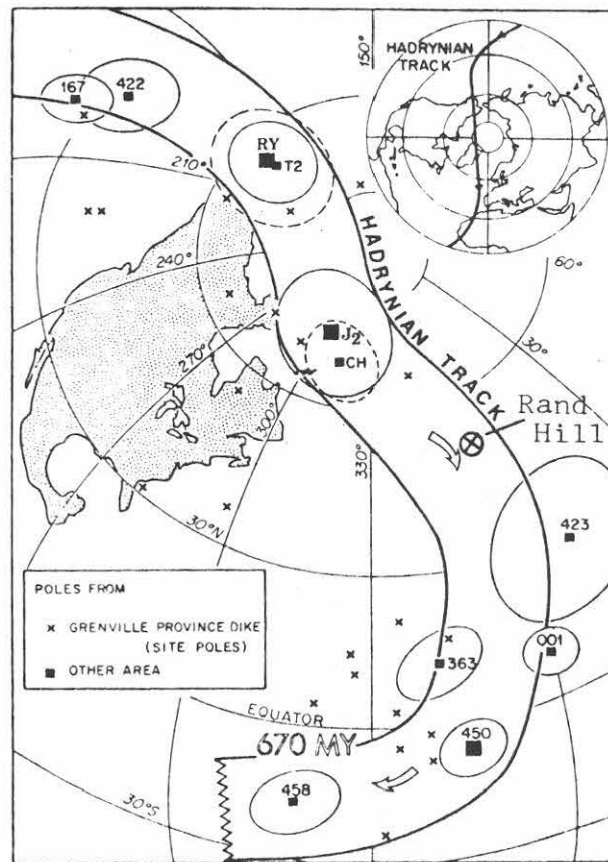 150°
HADRYNIAN
TRACK
167
422
RY
T2
210°
240°
270°
300°
60°
30°
HADRYNIAN TRACK
J2
CH
Rand
Hill
330°
30°N
423
POLES FROM
× GRENVILLE PROVINCE DIKE
(SITE POLES)
■ OTHER AREA
001
363
EQUATOR
670 MY
450
458
30°S